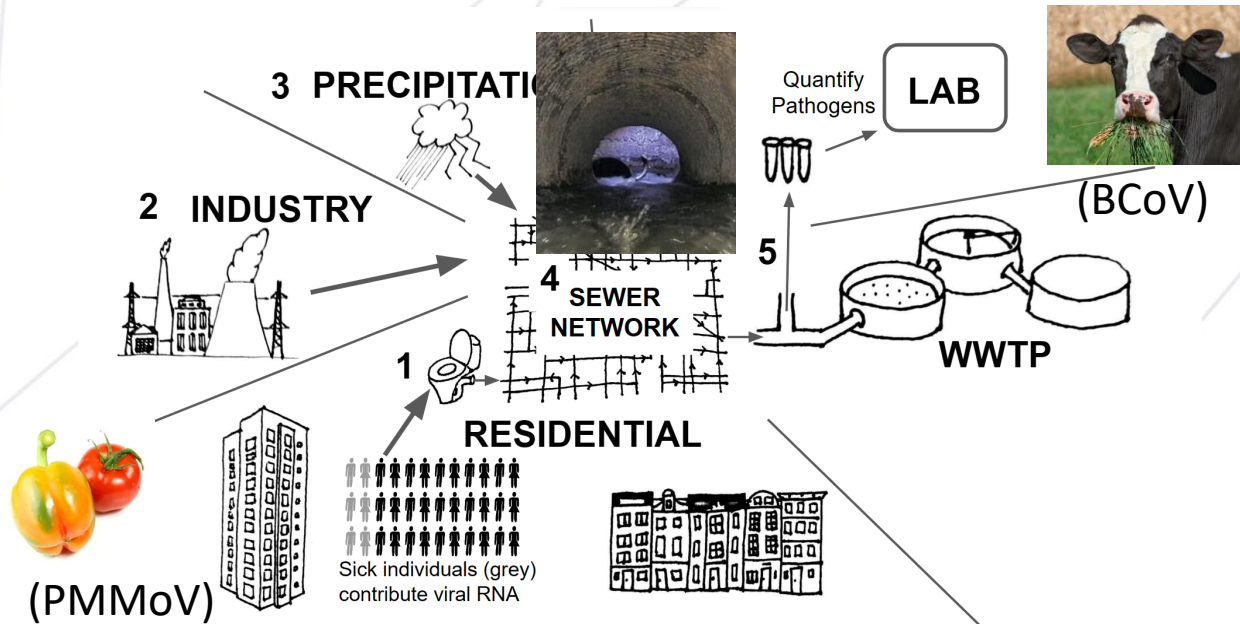 3 PRECIPITATIO
Quantify
Pathogens
LAB
(BCoV)
2 INDUSTRY
5
4
SEWER
NETWORK
WWTP
1
RESIDENTIAL
Sick individuals (grey)
contribute viral RNA
(PMMoV)